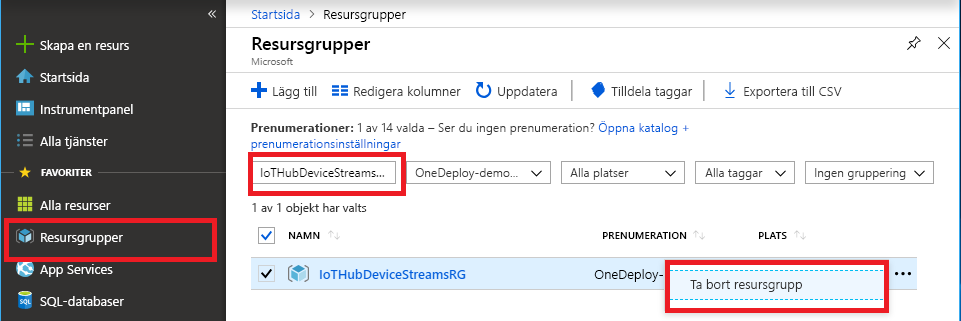 «
Skapa en resurs
Startsida
Instrumentpanel
Alla tjänster
FAVORITER
Alla resurser
Resursgrupper
App Services
SQL-databaser
SQL
Startsida > Resursgrupper
Resursgrupper
Microsoft
Lägg till Redigera kolumner Uppdatera Tilldela taggar Exportera till CSV
Prenumerationer: 1 av 14 valda – Ser du ingen prenumeration? Öppna katalog +
prenumerationsinställningar
IoTHubDeviceStreams... OneDeploy-demo... Alla platser Alla taggar Ingen gruppering
1 av 1 objekt har valts
NAMN PRENUMERATION PLATS
IoTHubDeviceStreamsRG OneDeploy-
Ta bort resursgrupp